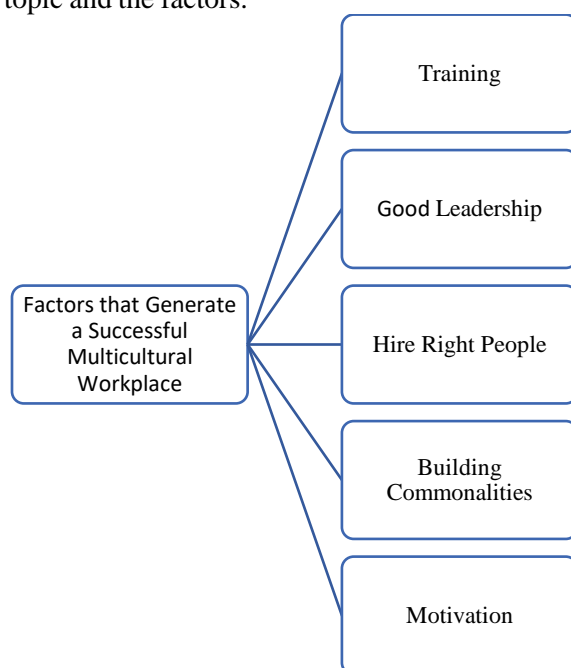 topic and the factors.
Training
Good Leadership
Factors that Generate
a Successful
Multicultural
Workplace
Hire Right People
Building
Commonalities
Motivation